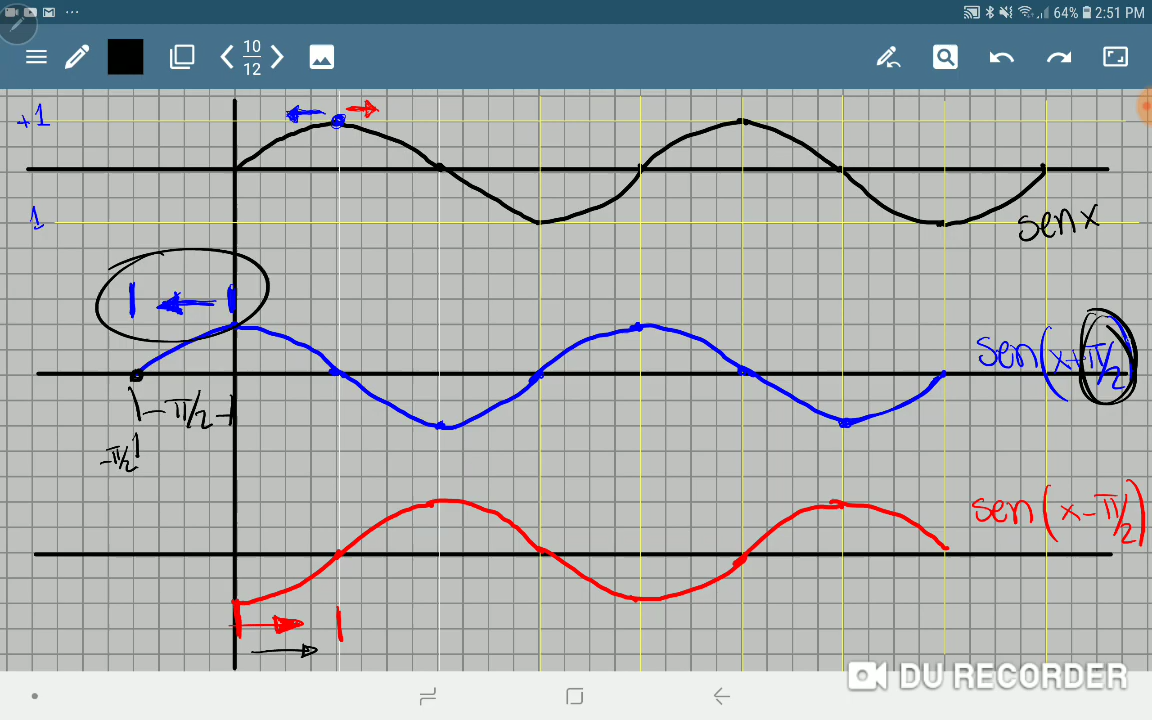 64% 2:51 PM
10
12
+1
1
sen x
sen(x+π/2)
-π/2
-π/2
sen(x-π/2)
DU RECORDER